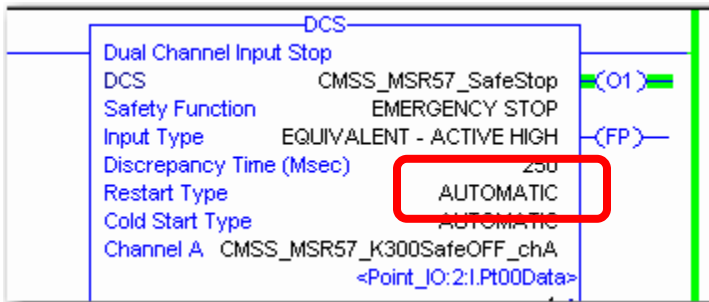 DCS
Dual Channel Input Stop
DCS CMSS_MSR57_SafeStop (O1)
Safety Function EMERGENCY STOP
Input Type EQUIVALENT - ACTIVE HIGH (FP)
Discrepancy Time (Msec) 250
Restart Type AUTOMATIC
Cold Start Type AUTOMATIC
Channel A CMSS_MSR57_K300SafeOFF_chA
<Point_IO:2:I.Pt00Data>